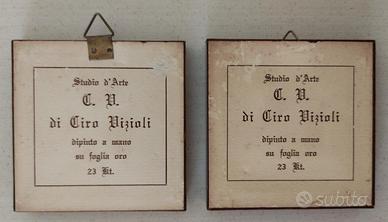 Studio d'Arte
C. V.
di Ciro Vizioli
dipinto a mano
su foglia oro
23 Kt.
Studio d'Arte
C. V.
di Ciro Vizioli
dipinto a mano
su foglia oro
23 Kt.
subito